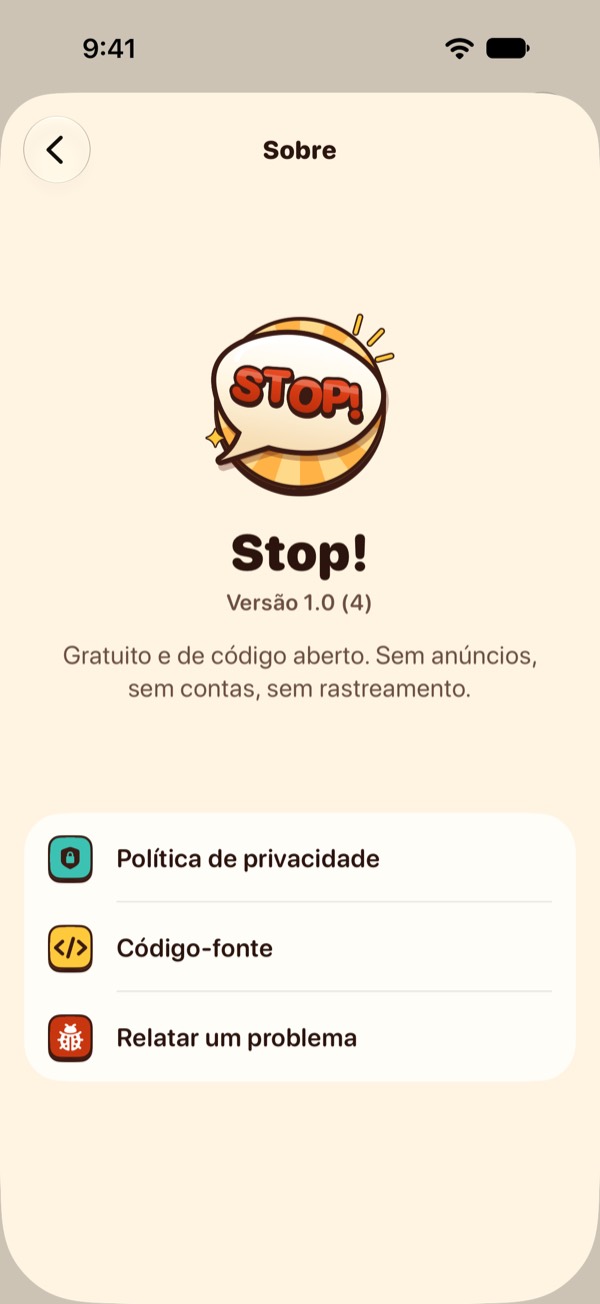 9:41
Sobre
STOP!
Stop!
Versão 1.0 (4)
Gratuito e de código aberto. Sem anúncios,
sem contas, sem rastreamento.
Política de privacidade
</>
Código-fonte
Relatar um problema